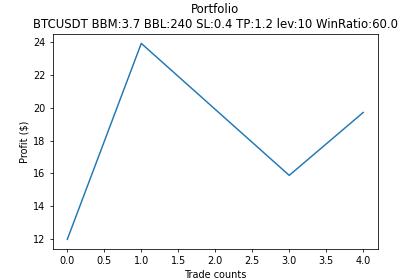 Portfolio
BTCUSDT BBM:3.7 BBL:240 SL:0.4 TP:1.2 lev:10 WinRatio:60.0
24
22
20
18
16
14
12
Profit ($)
0.0 0.5 1.0 1.5 2.0 2.5 3.0 3.5 4.0
Trade counts